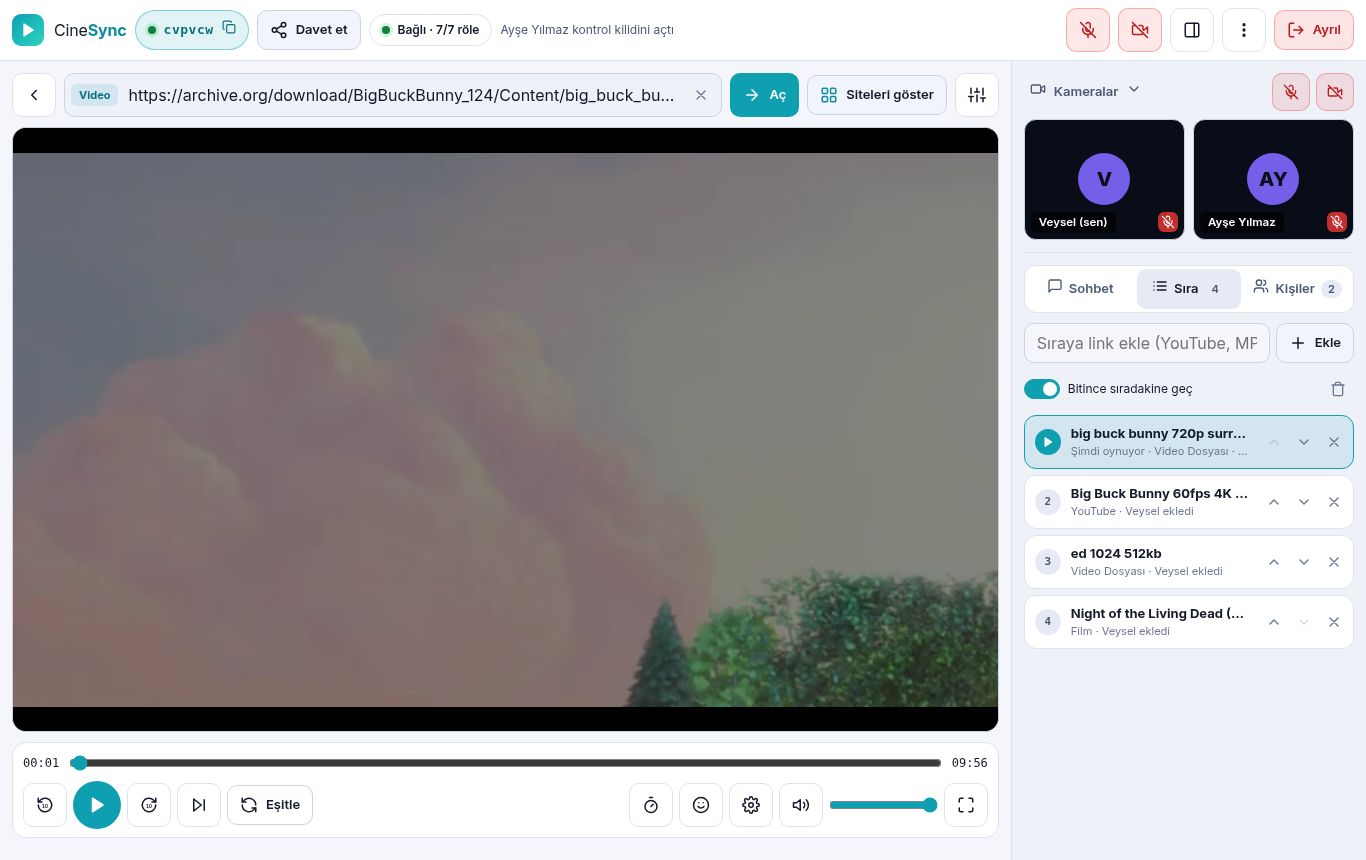 CineSync
cvpvcw
Davet et
Bağlı · 7/7 röle
Ayşe Yılmaz kontrol kilidini açtı
Ayrıl
Video
https://archive.org/download/BigBuckBunny_124/Content/big_buck_bu...
Aç
Siteleri göster
Kameralar
V
Veysel (sen)
AY
Ayşe Yılmaz
Sohbet
Sıra 4
Kişiler 2
Sıraya link ekle (YouTube, MP
Ekle
Bitince sıradakine geç
big buck bunny 720p surr...
Şimdi oynuyor · Video Dosyası · ...
2
Big Buck Bunny 60fps 4K ...
YouTube · Veysel ekledi
3
ed 1024 512kb
Video Dosyası · Veysel ekledi
4
Night of the Living Dead (...
Film · Veysel ekledi
00:01
09:56
10
10
Eşitle